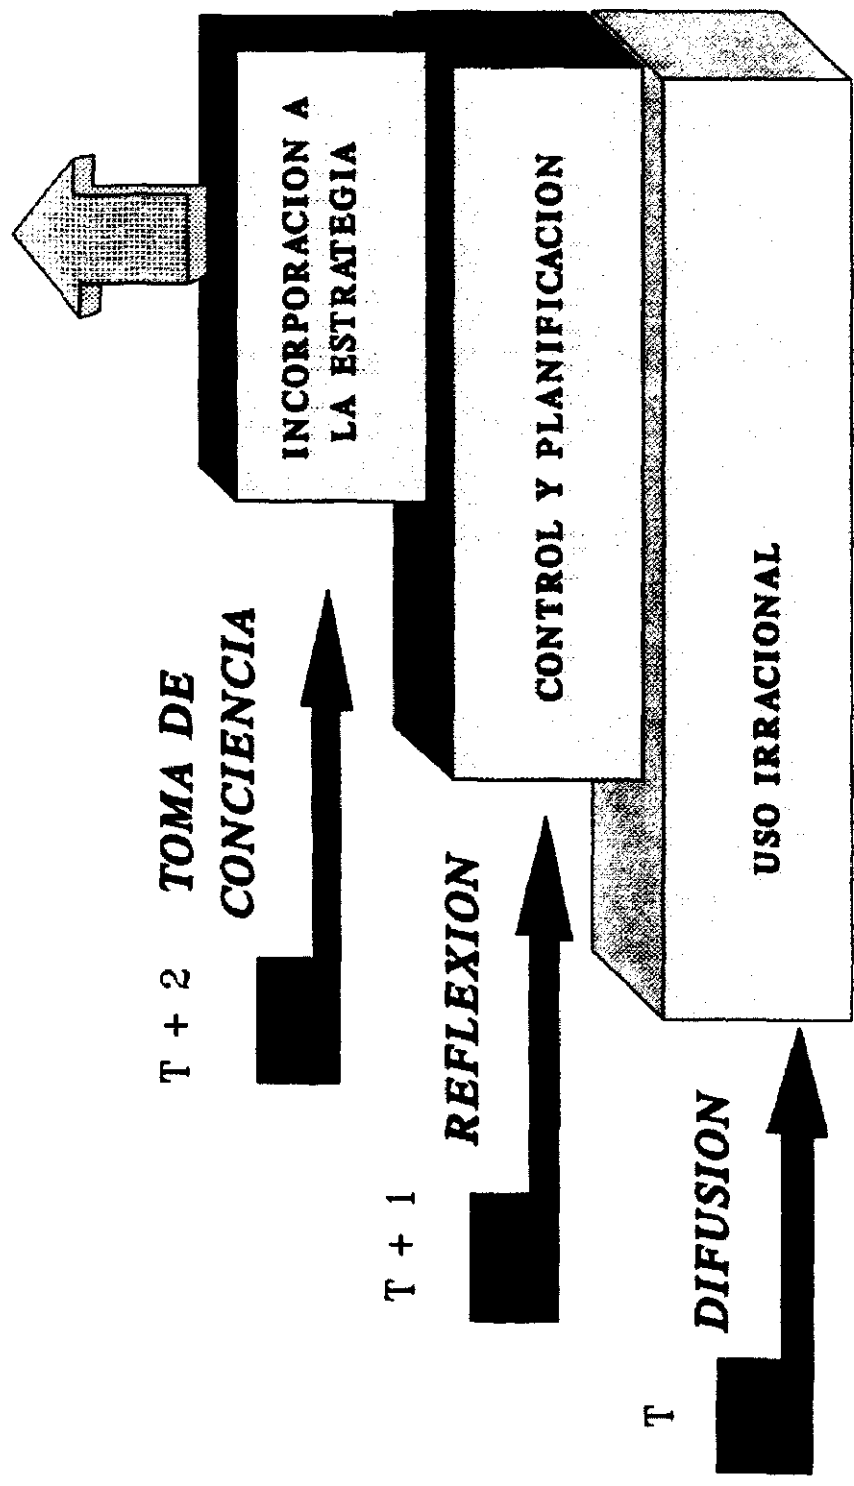 T + 2 TOMA DE
CONCIENCIA
INCORPORACION A
LA ESTRATEGIA
T + 1
REFLEXION
CONTROL Y PLANIFICACION
T
DIFUSION
USO IRRACIONAL